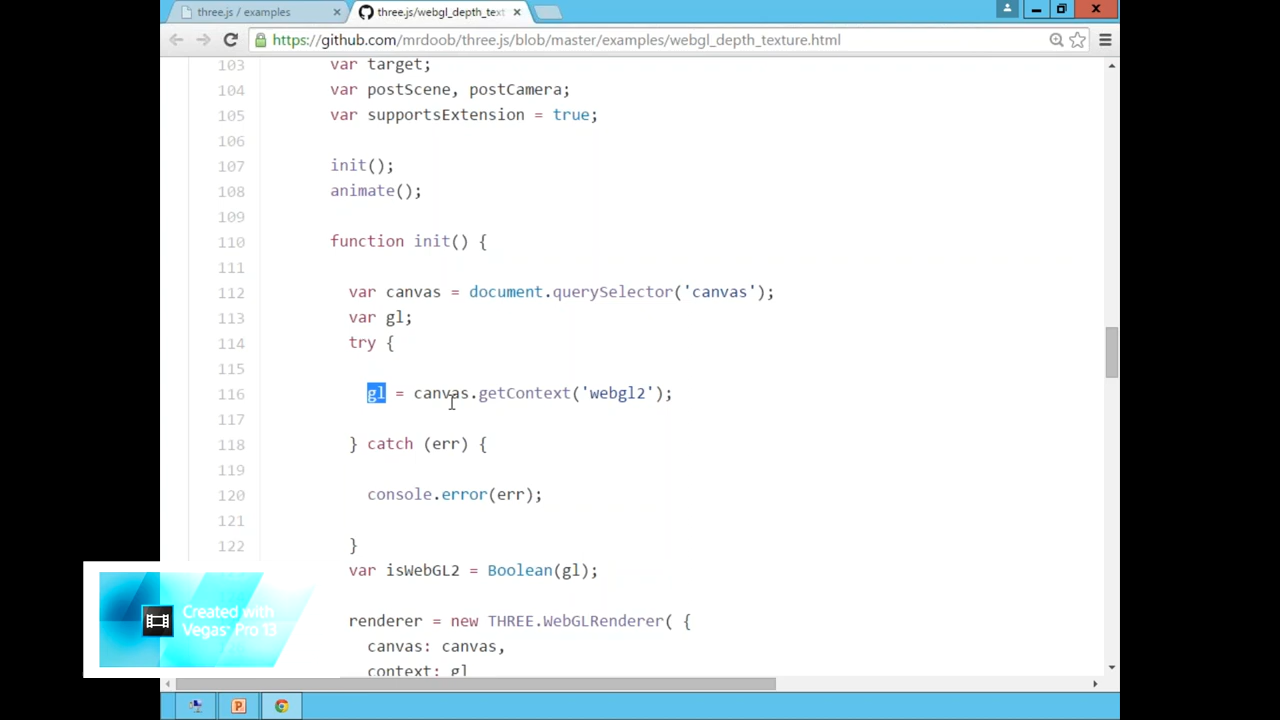 three.js / examples
three.js/webgl_depth_text
https://github.com/mrdoob/three.js/blob/master/examples/webgl_depth_texture.html
103 var target;
104 var postScene, postCamera;
105 var supportsExtension = true;
106
107 init();
108 animate();
109
110 function init() {
111
112 var canvas = document.querySelector('canvas');
113 var gl;
114 try {
115
116 gl = canvas.getContext('webgl2');
117
118 } catch (err) {
119
120 console.error(err);
121
122 }
var isWebGL2 = Boolean(gl);
renderer = new THREE.WebGLRenderer( {
canvas: canvas,
context: gl
Created with
Vegas Pro 13